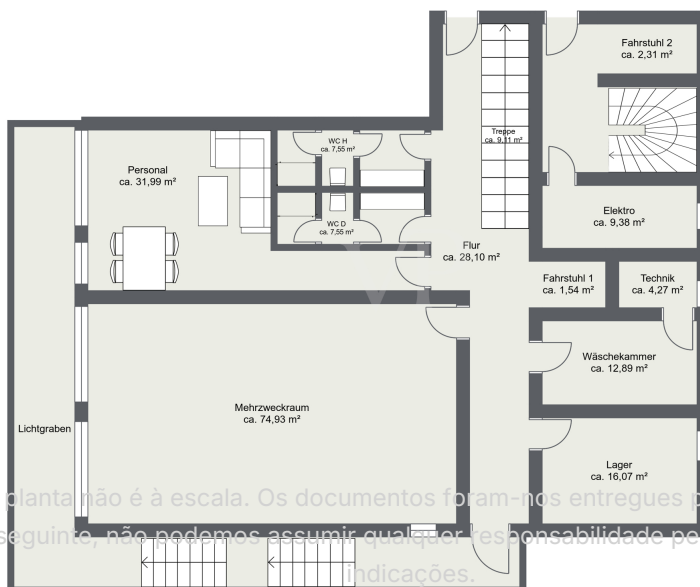 Fahrstuhl 2
ca. 2,31 m²
Treppe
ca. 9,11 m²
WC H
ca. 7,55 m²
Personal
ca. 31,99 m²
Elektro
ca. 9,38 m²
WC D
ca. 7,55 m²
Flur
ca. 28,10 m²
Fahrstuhl 1
ca. 1,54 m²
Technik
ca. 4,27 m²
Wäschekammer
ca. 12,89 m²
Mehrzweckraum
ca. 74,93 m²
Lichtgraben
Lager
ca. 16,07 m²
planta não é à escala. Os documentos foram-nos entregues p
seguinte, não podemos assumir qualquer responsabilidade pe
indicações.